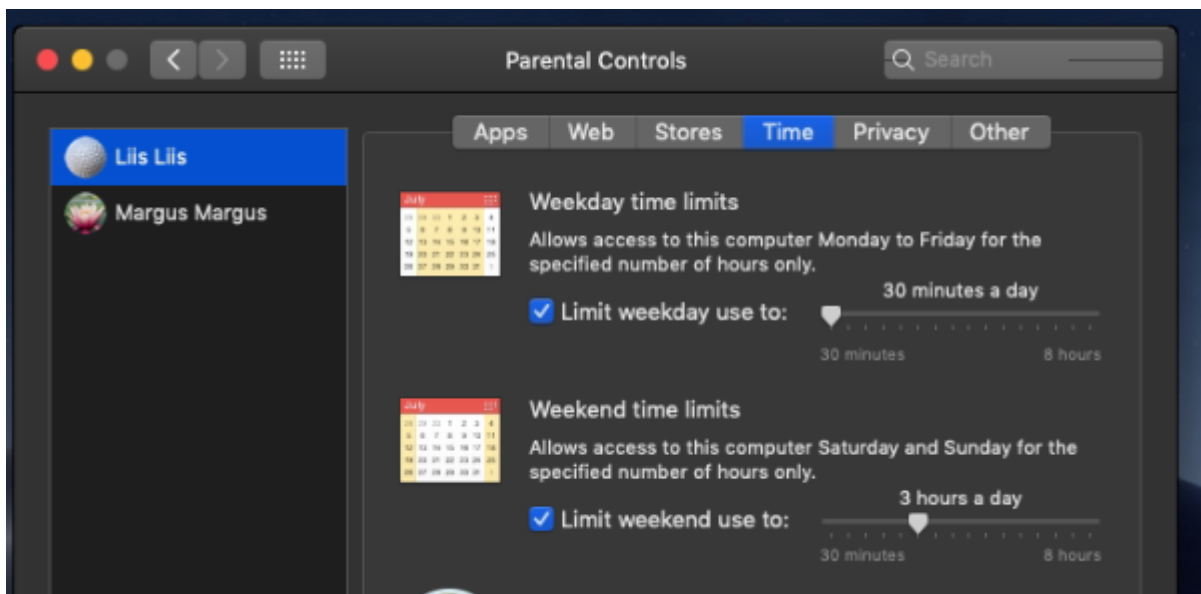 Parental Controls
Search
Apps Web Stores Time Privacy Other
Liis Liis
Margus Margus
July
Weekday time limits
Allows access to this computer Monday to Friday for the
specified number of hours only.
30 minutes a day
Limit weekday use to:
30 minutes 8 hours
July
Weekend time limits
Allows access to this computer Saturday and Sunday for the
specified number of hours only.
3 hours a day
Limit weekend use to:
30 minutes 8 hours